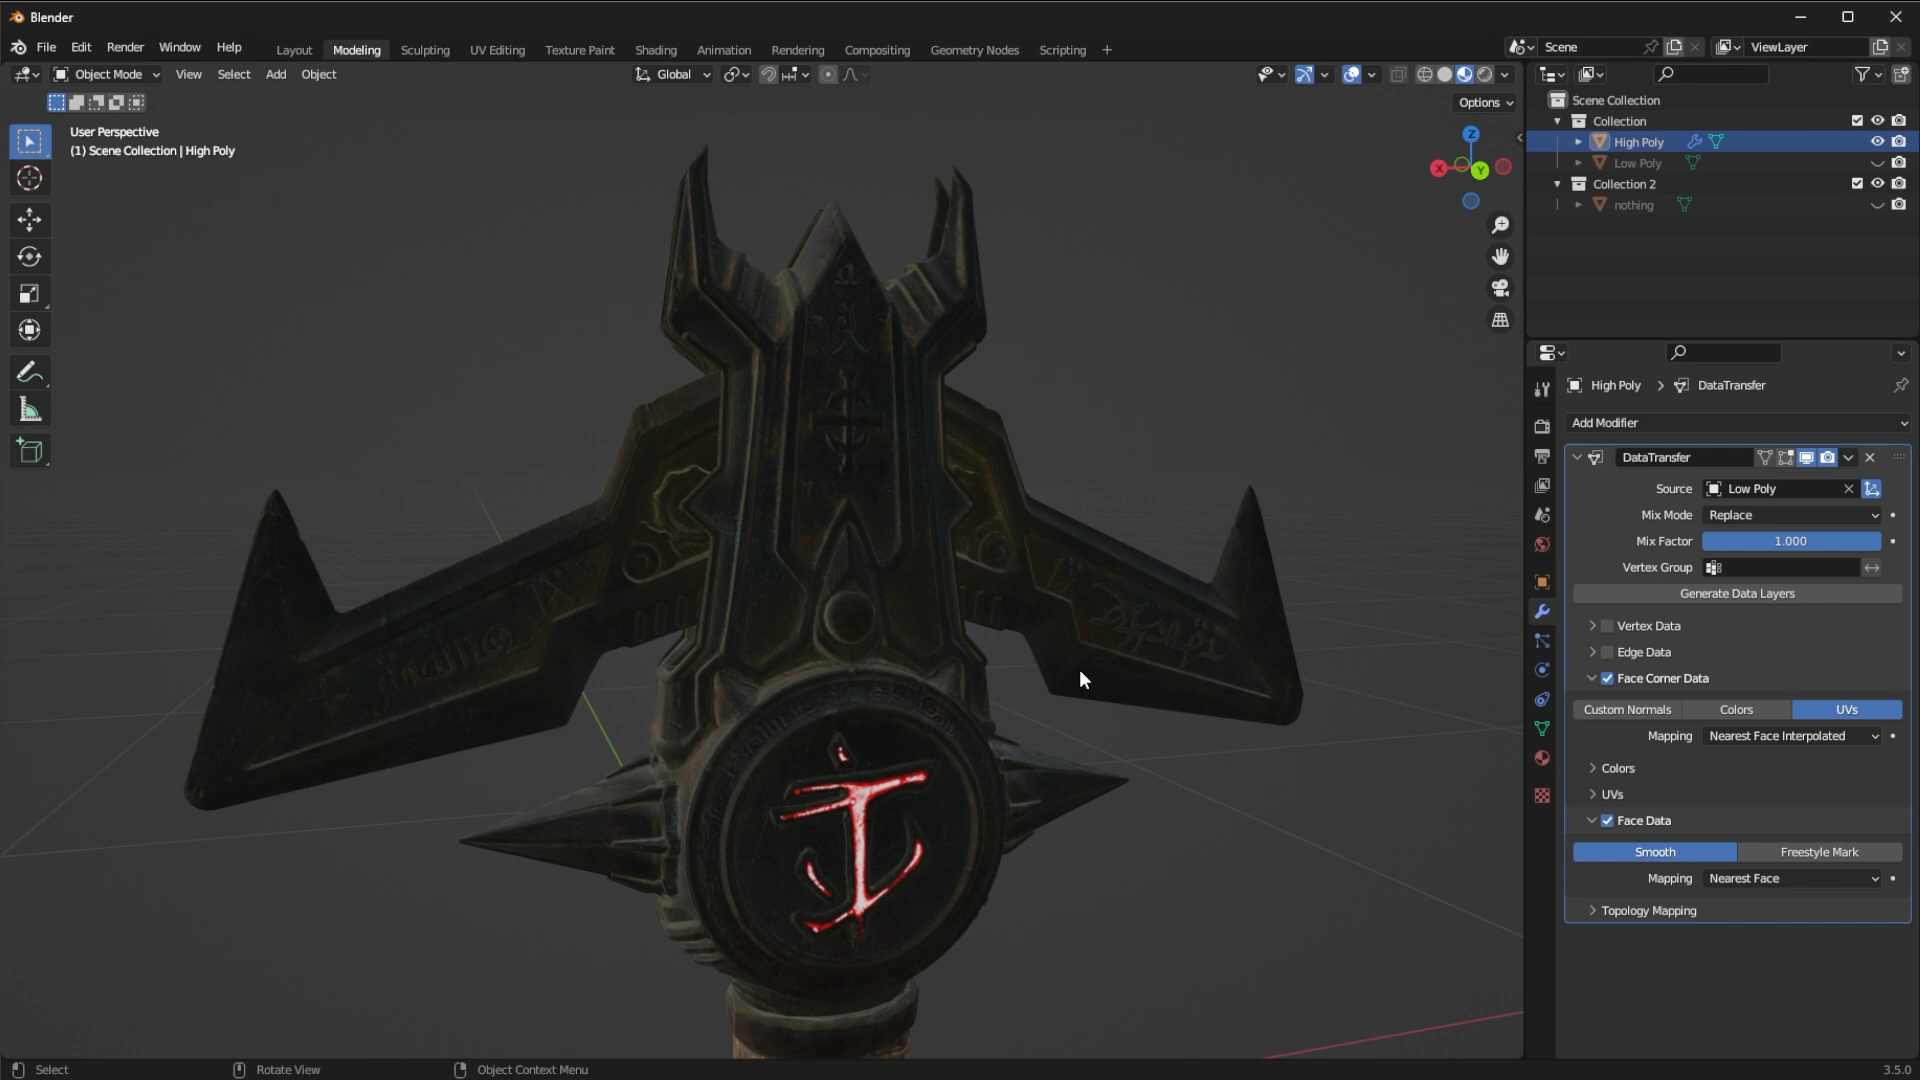 Blender
File Edit Render Window Help Layout Modeling Sculpting UV Editing Texture Paint Shading Animation Rendering Compositing Geometry Nodes Scripting + Scene ViewLayer
Object Mode View Select Add Object Global
Options
User Perspective
(1) Scene Collection | High Poly
Z
X
Y
Scene Collection
Collection
High Poly
Low Poly
Collection 2
nothing
High Poly > DataTransfer
Add Modifier
DataTransfer
Source Low Poly
Mix Mode Replace
Mix Factor 1.000
Vertex Group
Generate Data Layers
Vertex Data
Edge Data
Face Corner Data
Custom Normals Colors UVs
Mapping Nearest Face Interpolated
Colors
UVs
Face Data
Smooth Freestyle Mark
Mapping Nearest Face
Topology Mapping
Select Rotate View Object Context Menu 3.5.0